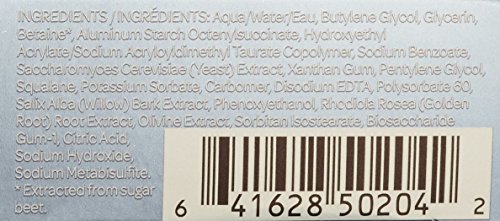 INGREDIENTS / INGRÉDIENTS: Aqua/Water/Eau, Butylene Glycol, Glycerin,
Betaine*, Aluminum Starch Octenylsuccinate, Hydroxyethyl
Acrylate/Sodium Acryloyldimethyl Taurate Copolymer, Sodium Benzoate,
Saccharomyces Cerevisiae (Yeast) Extract, Xanthan Gum, Pentylene Glycol,
Squalane, Potassium Sorbate, Carbomer, Disodium EDTA, Polysorbate 60,
Salix Alba (Willow) Bark Extract, Phenoxyethanol, Rhodiola Rosea (Golden
Root) Root Extract, Olivine Extract, Sorbitan Isostearate, Biosaccharide
Gum-1, Citric Acid,
Sodium Hydroxide,
Sodium Metabisulfite.
* Extracted from sugar
beet.
6 41628 50204 2